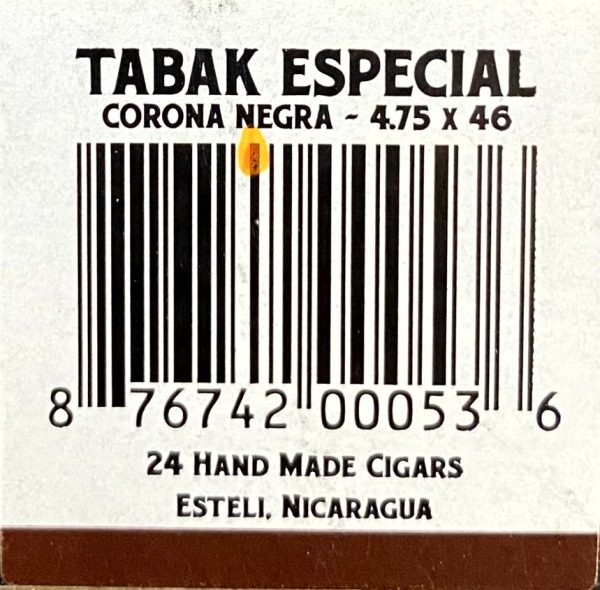 TABAK ESPECIAL
CORONA NEGRA - 4.75 X 46
8 76742 00053 6
24 HAND MADE CIGARS
ESTELI, NICARAGUA